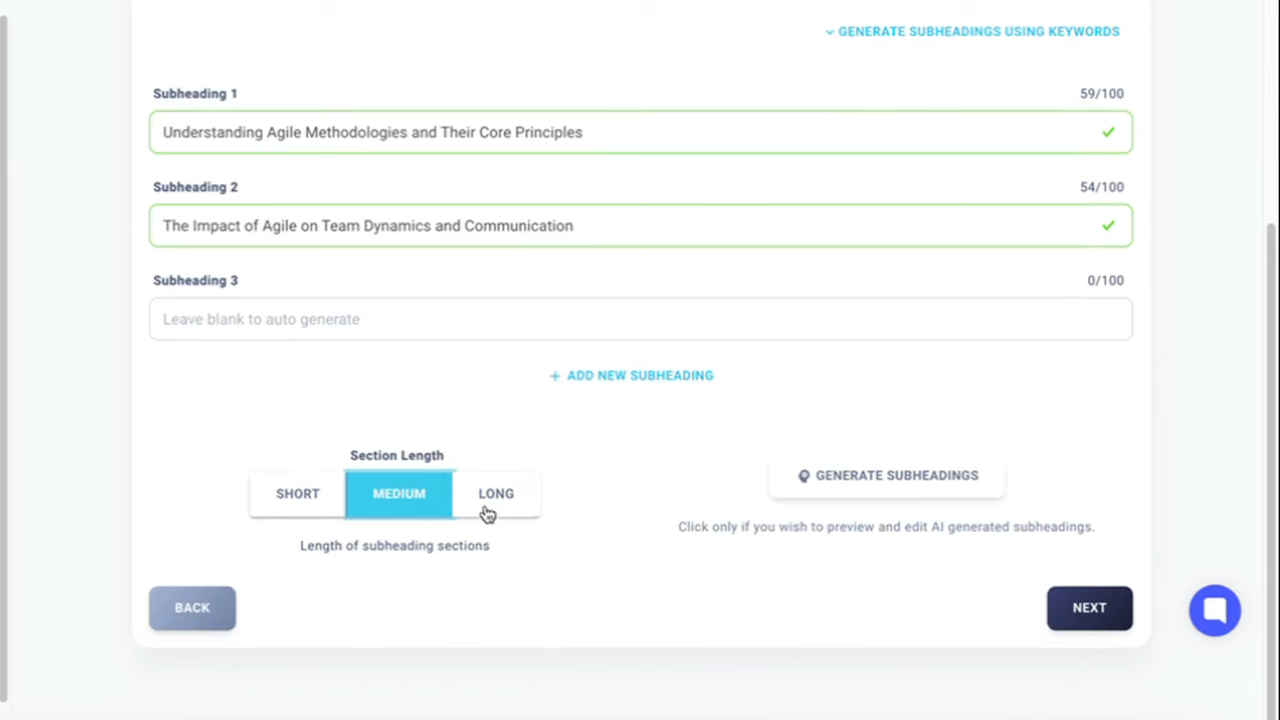 GENERATE SUBHEADINGS USING KEYWORDS
Subheading 1 59/100
Understanding Agile Methodologies and Their Core Principles
Subheading 2 54/100
The Impact of Agile on Team Dynamics and Communication
Subheading 3 0/100
Leave blank to auto generate
+ ADD NEW SUBHEADING
Section Length
SHORT MEDIUM LONG
Length of subheading sections
GENERATE SUBHEADINGS
Click only if you wish to preview and edit AI generated subheadings.
BACK
NEXT